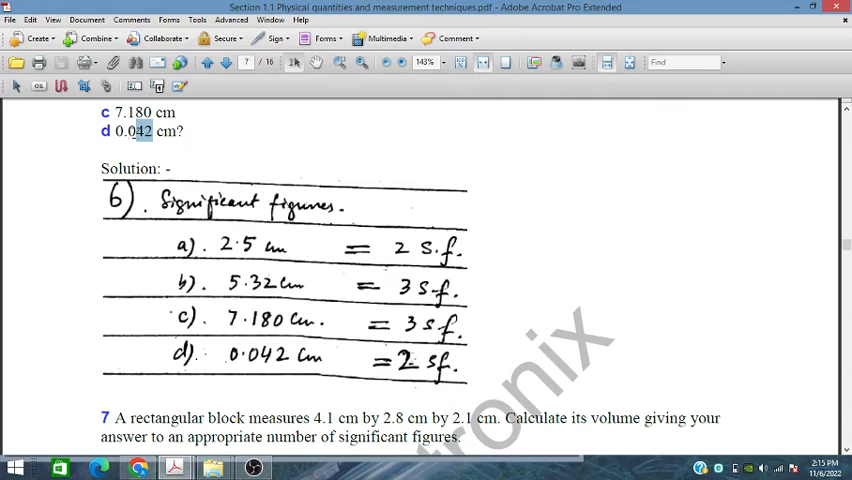 Section 1.1 Physical quantities and measurement techniques.pdf - Adobe Acrobat Pro Extended
File Edit View Document Comments Forms Tools Advanced Window Help
Create Combine Collaborate Secure Sign Forms Multimedia Comment
7 / 16 143% Find
c 7.180 cm
d 0.042 cm?
Solution: -
6). Significant figures.
a). 2.5 cm = 2 s.f.
b). 5.32 cm = 3 s.f.
c). 7.180 cm. = 3 s.f.
d). 0.042 cm = 2 sf.
7 A rectangular block measures 4.1 cm by 2.8 cm by 2.1 cm. Calculate its volume giving your
answer to an appropriate number of significant figures.
tronix
2:15 PM
11/6/2022